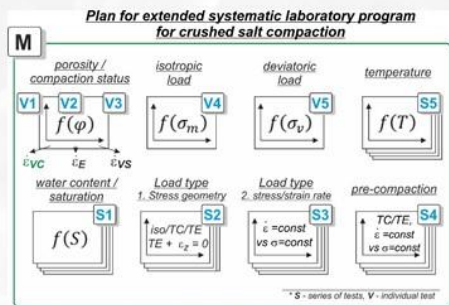 Plan for extended systematic laboratory program
for crushed salt compaction
M
porosity /
compaction status
V1 V2 V3
f(φ)
ε̇VC ε̇E ε̇VS
isotropic
load
V4
f(σm)
deviatoric
load
V5
f(σv)
temperature
S5
f(T)
water content /
saturation
S1
f(S)
Load type
1. Stress geometry
S2
iso/TC/TE
TE + εz = 0
Load type
2. stress/strain rate
S3
ε̇ =const
vs σ=const
pre-compaction
S4
TC/TE,
ε̇ =const
vs σ=const
* S - series of tests, V - individual test